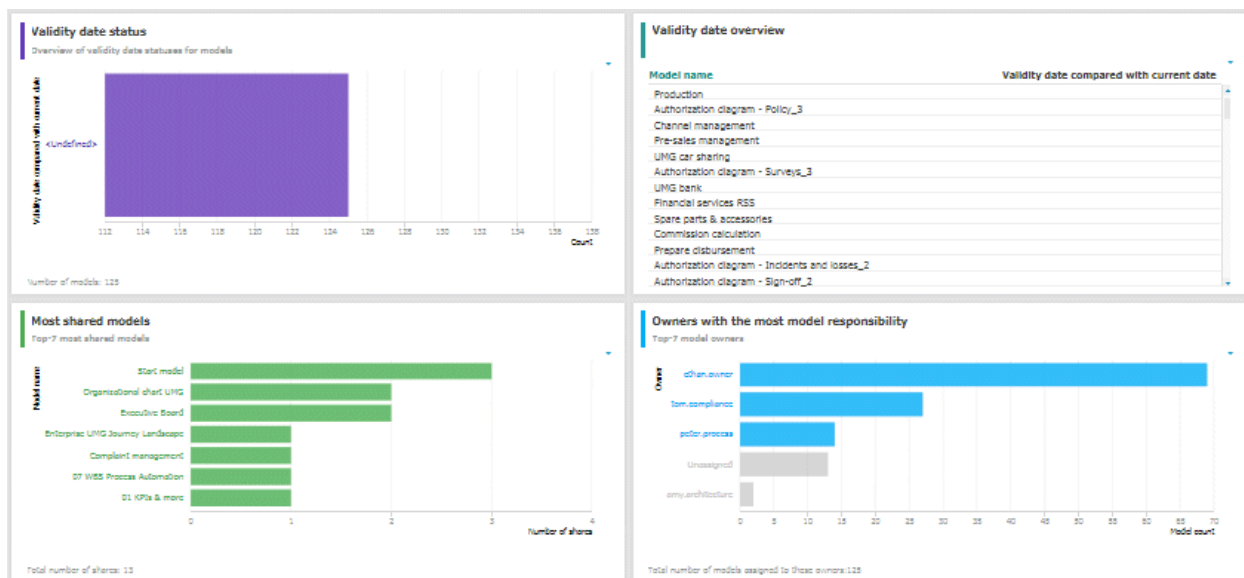 Validity date status
Overview of validity date statuses for models
Validity date compared with current date
<Undefined>
112 114 116 118 120 122 124 126 128 130 132 134 136 138
Count
Number of models: 125
Validity date overview
Model name Validity date compared with current date
Production
Authorization diagram - Policy_3
Channel management
Pre-sales management
UMG car sharing
Authorization diagram - Surveys_3
UMG bank
Financial services RSS
Spare parts & accessories
Commission calculation
Prepare disbursement
Authorization diagram - Incidents and losses_2
Authorization diagram - Sign-off_2
Most shared models
Top-7 most shared models
Model name
Start model
Organisational chart UMG
Executive Board
Enterprise UMG Journey Landscape
Complaint management
07 WBS Process Automation
01 KPIs & more
0 1 2 3 4
Number of shares
Total number of shares: 13
Owners with the most model responsibility
Top-7 model owners
Owner
ethan.owner
tom.compliance
peter.process
Unassigned
amy.architecture
0 5 10 15 20 25 30 35 40 45 50 55 60 65 70
Model count
Total number of models assigned to these owners:125